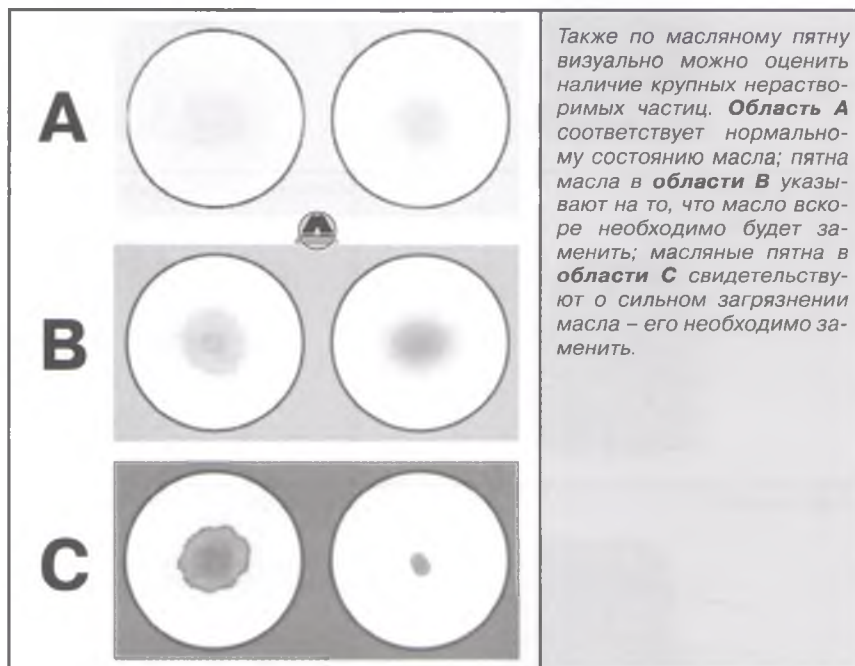 A
B
C
Также по масляному пятну
визуально можно оценить
наличие крупных нераство-
римых частиц. Область А
соответствует нормально-
му состоянию масла; пятна
масла в области В указы-
вают на то, что масло вско-
ре необходимо будет за-
менить; масляные пятна в
области С свидетельству-
ют о сильном загрязнении
масла – его необходимо за-
менить.